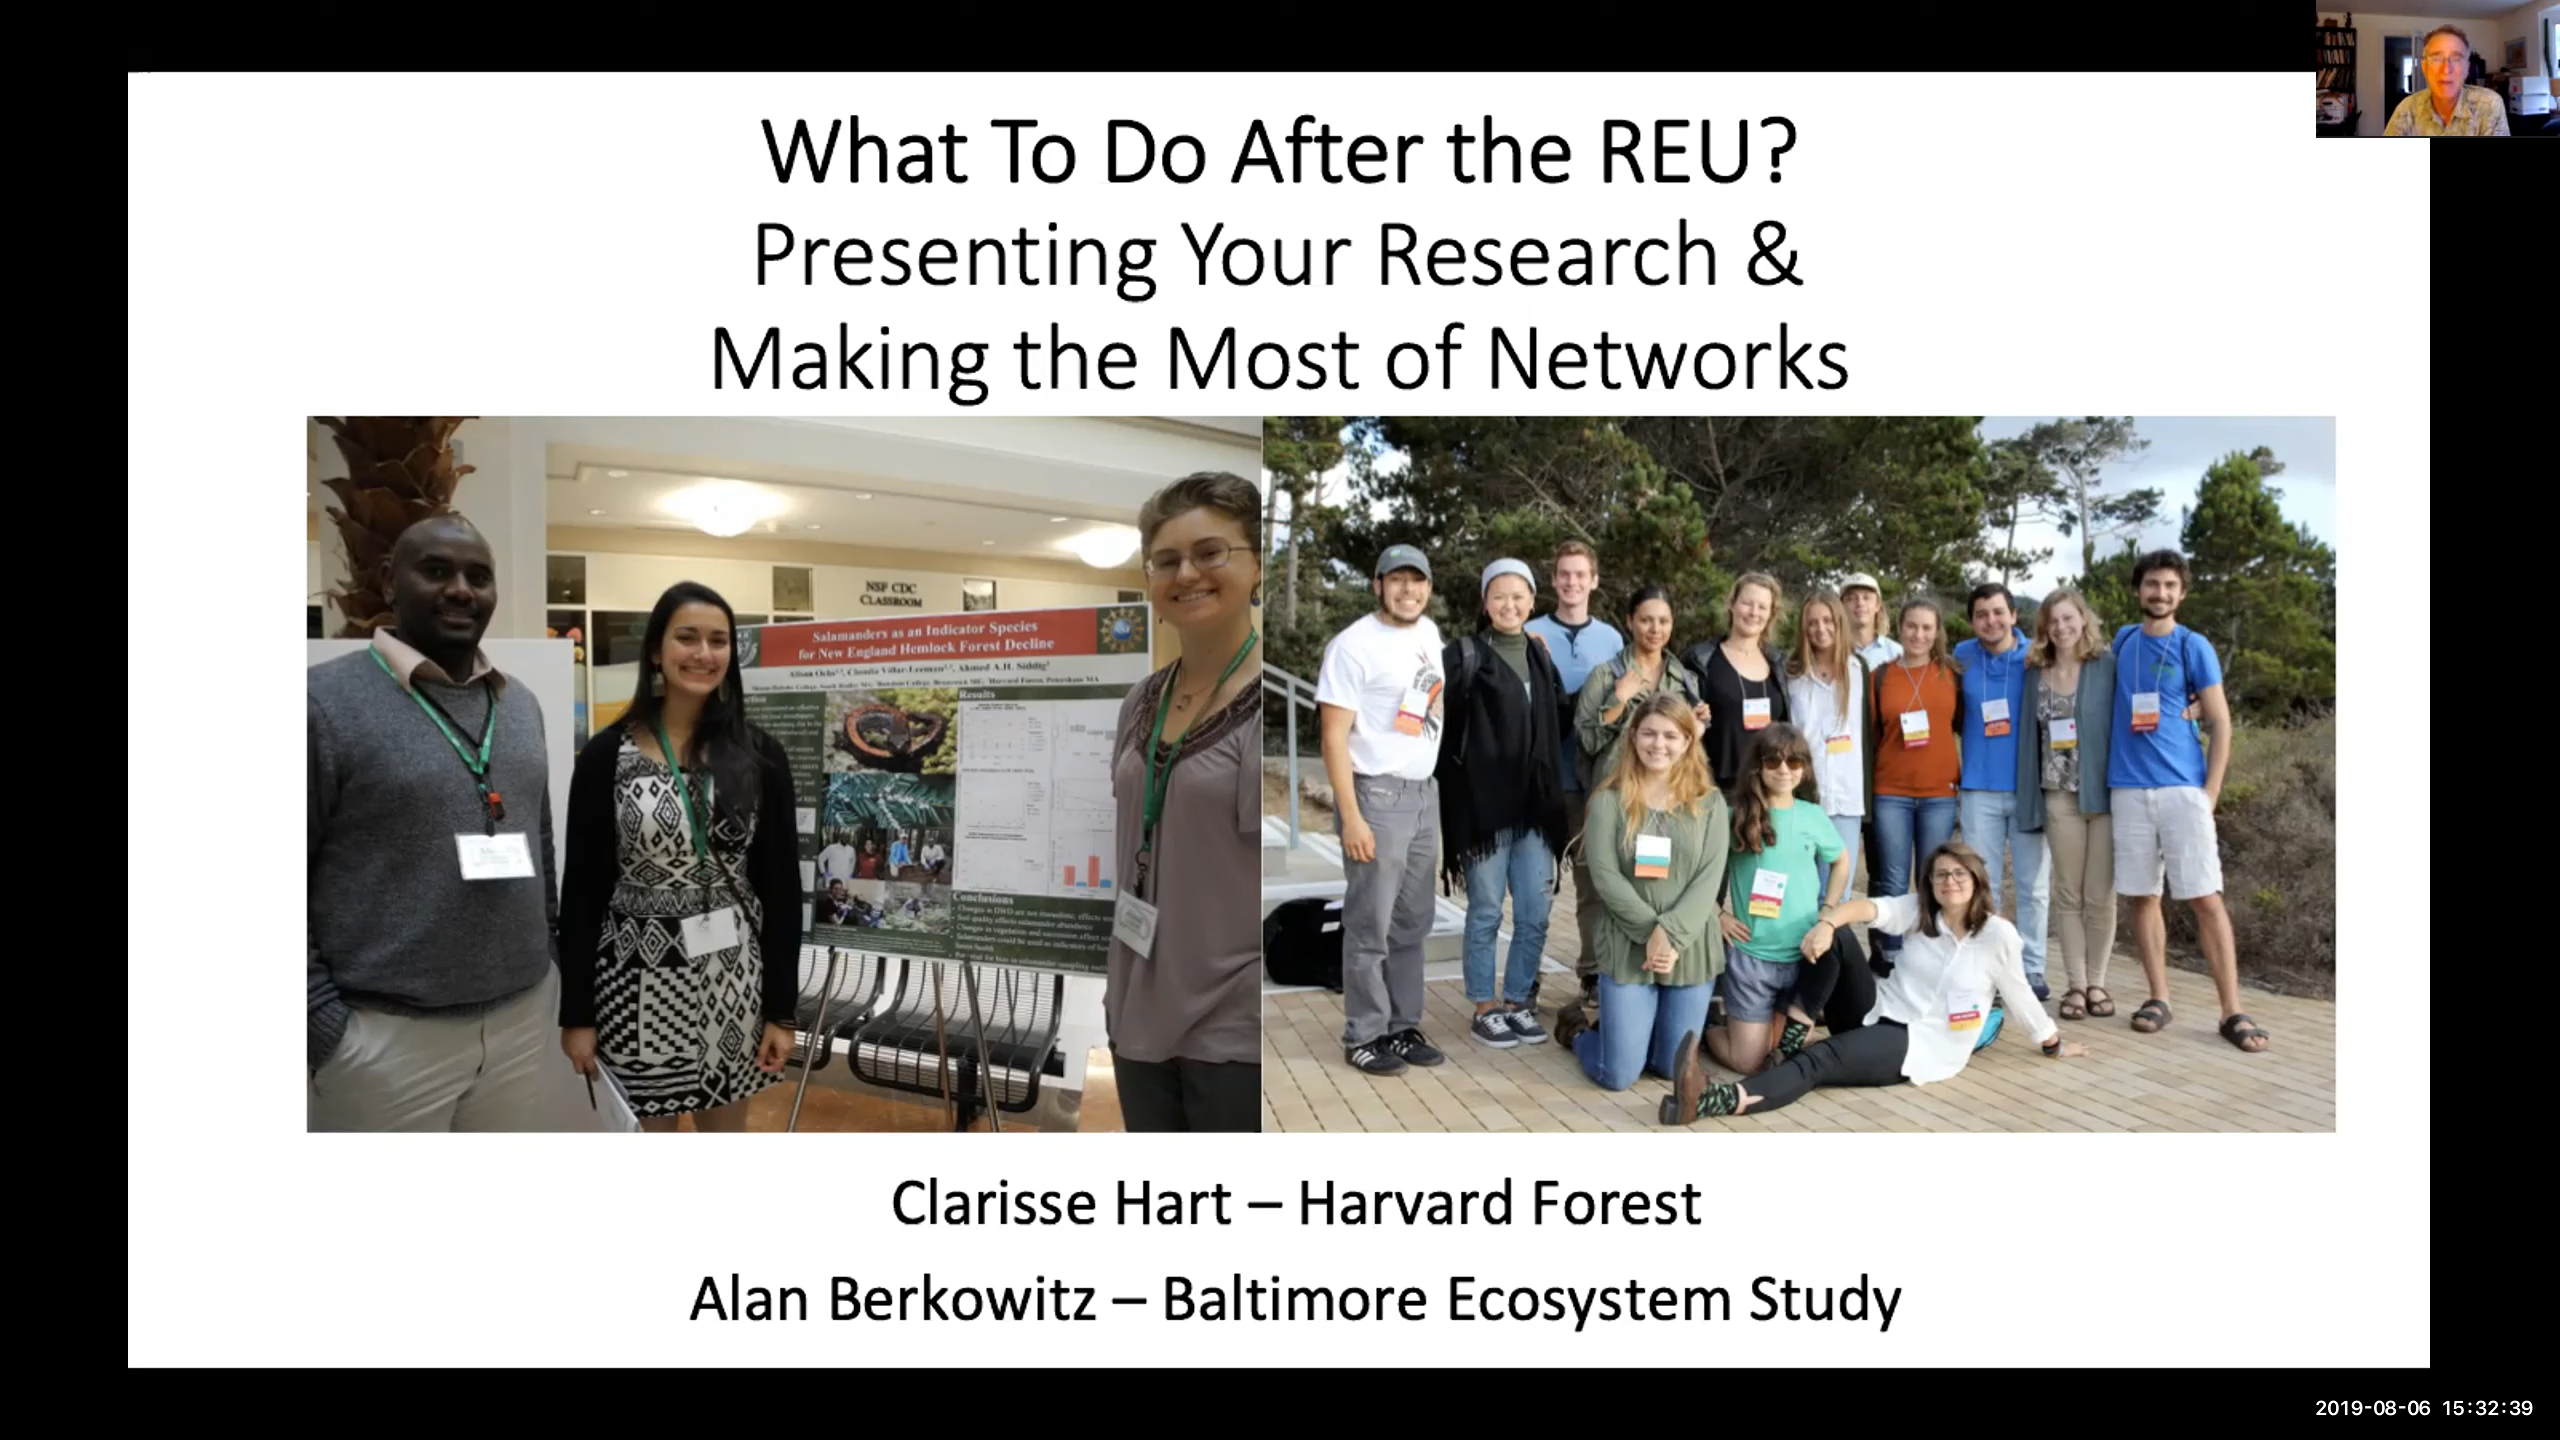 What To Do After the REU?
Presenting Your Research &
Making the Most of Networks
NSF CDC
CLASSROOM
Salamanders as an Indicator Species
for New England Hemlock Forest Decline
Results
Conclusions
Clarisse Hart – Harvard Forest
Alan Berkowitz – Baltimore Ecosystem Study
2019-08-06 15:32:39